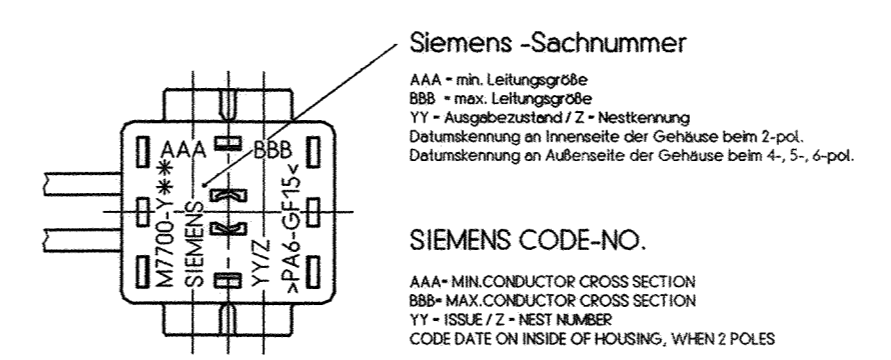 Siemens -Sachnummer
AAA - min. Leitungsgröße
BBB - max. Leitungsgröße
YY - Ausgabezustand / Z - Nestkennung
Datumskennung an Innenseite der Gehäuse beim 2-pol.
Datumskennung an Außenseite der Gehäuse beim 4-, 5-, 6-pol.
AAA
BBB
M7700-Y**
SIEMENS
YY/Z
>PA6-GF15<
SIEMENS CODE-NO.
AAA- MIN.CONDUCTOR CROSS SECTION
BBB- MAX.CONDUCTOR CROSS SECTION
YY - ISSUE / Z - NEST NUMBER
CODE DATE ON INSIDE OF HOUSING, WHEN 2 POLES